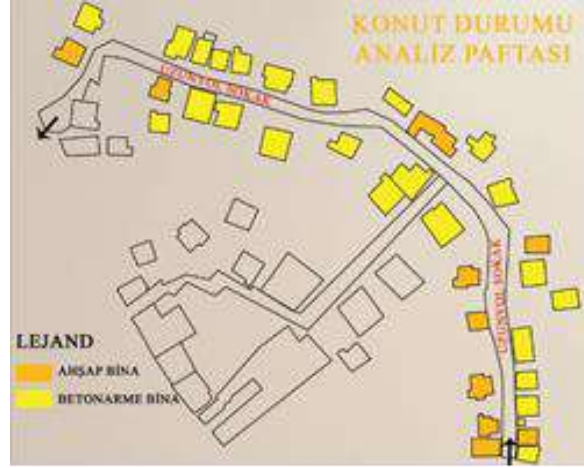 KONUT DURUMU
ANALİZ PAFTASI
UZUNYOL SOKAK
UZUNYOL SOKAK
LEJAND
AHŞAP BİNA
BETONARME BİNA